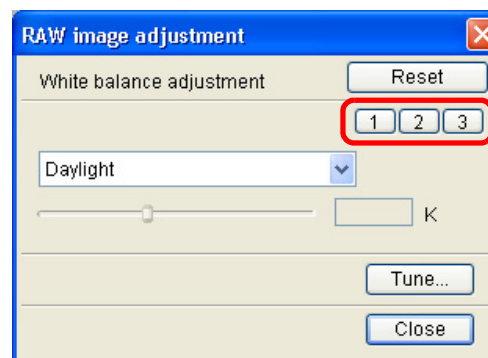 RAW image adjustment
White balance adjustment Reset
1 2 3
Daylight
K
Tune...
Close